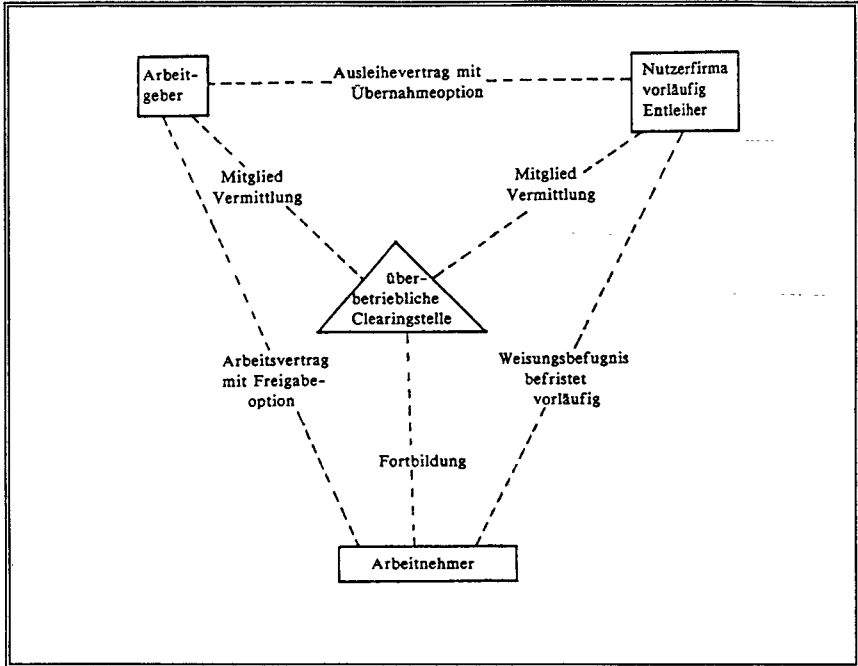 Arbeit-
geber
Ausleihevertrag mit
Übernahmeoption
Nutzerfirma
vorläufig
Entleiher
Mitglied
Vermittlung
Mitglied
Vermittlung
über-
betriebliche
Clearingstelle
Arbeitsvertrag
mit Freigabe-
option
Weisungsbefugnis
befristet
vorläufig
Fortbildung
Arbeitnehmer